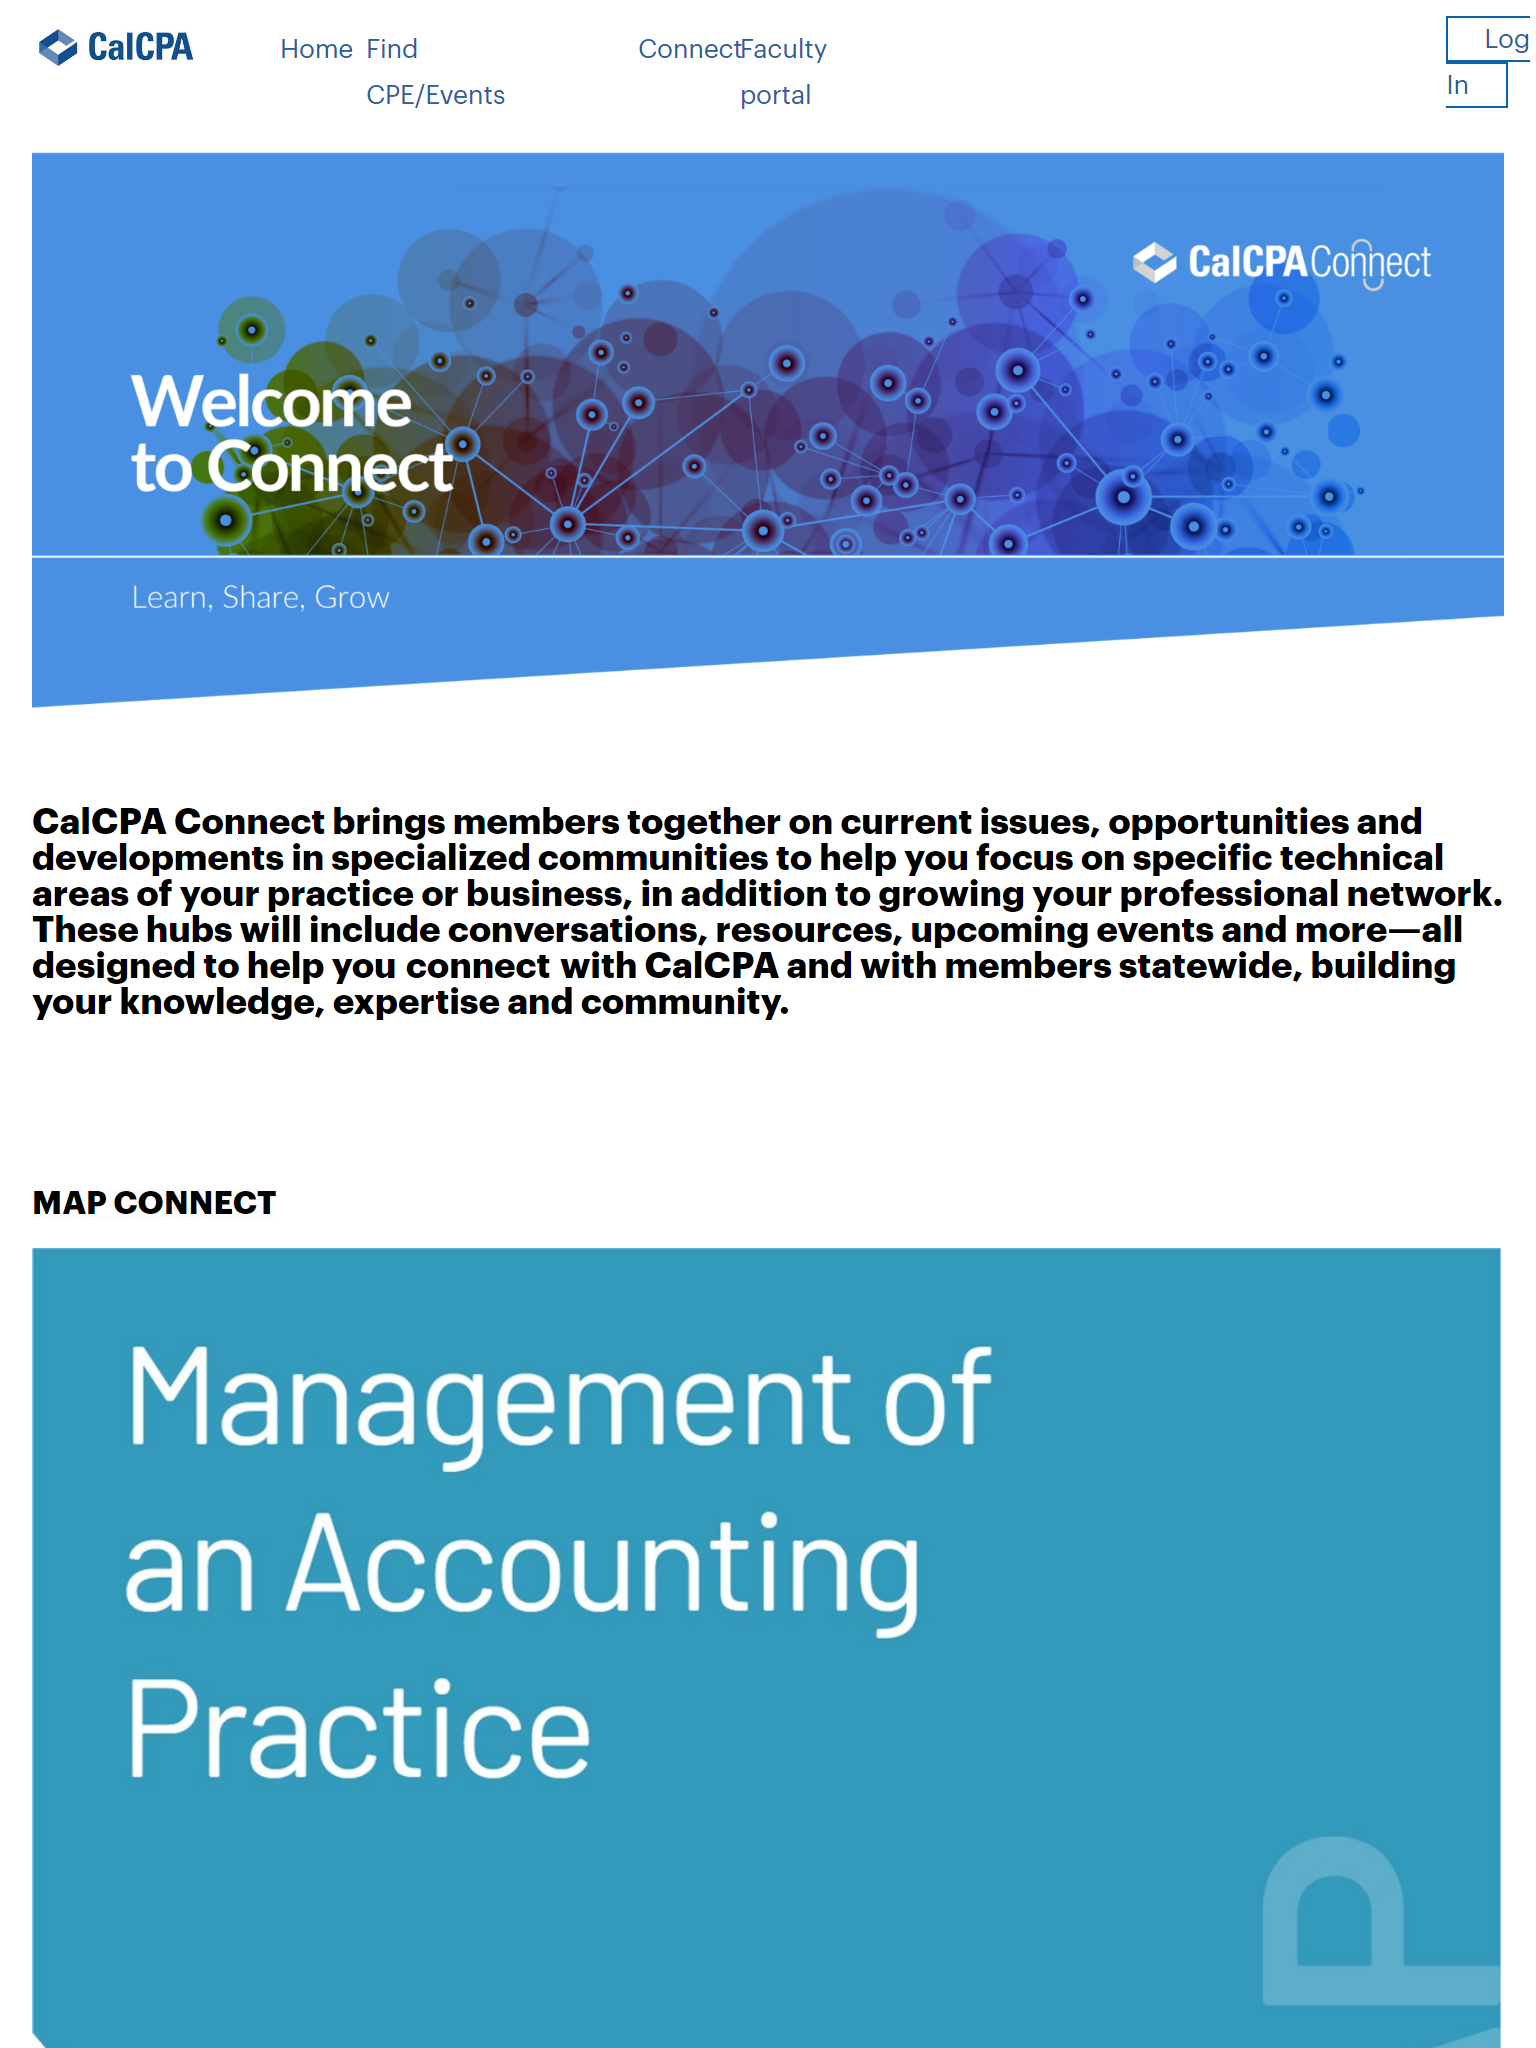 CalCPA
Home Find CPE/Events Connect Faculty portal Log In
CalCPA Connect
Welcome
to Connect
Learn, Share, Grow
CalCPA Connect brings members together on current issues, opportunities and
developments in specialized communities to help you focus on specific technical
areas of your practice or business, in addition to growing your professional network.
These hubs will include conversations, resources, upcoming events and more—all
designed to help you connect with CalCPA and with members statewide, building
your knowledge, expertise and community.
MAP CONNECT
Management of
an Accounting
Practice